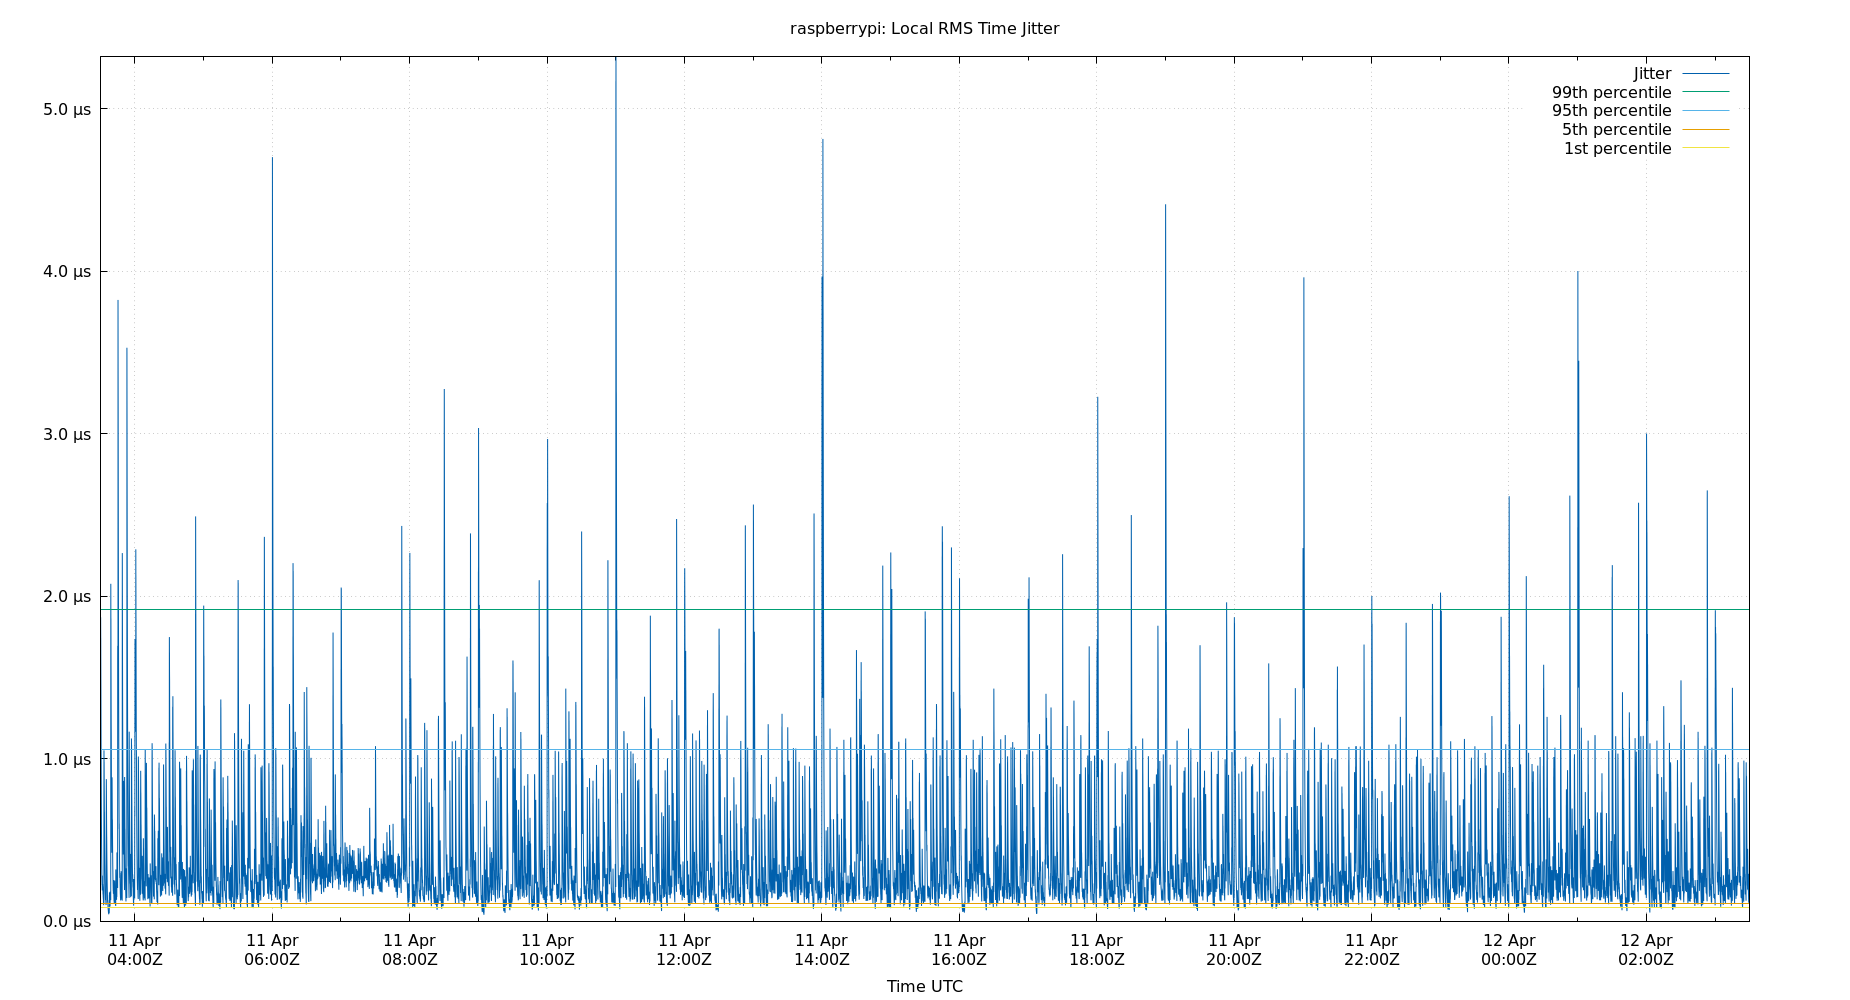 raspberrypi: Local RMS Time Jitter
Jitter
99th percentile
95th percentile
5th percentile
1st percentile
5.0 µs
4.0 µs
3.0 µs
2.0 µs
1.0 µs
0.0 µs
11 Apr 11 Apr 11 Apr 11 Apr 11 Apr 11 Apr 11 Apr 11 Apr 11 Apr 11 Apr 12 Apr 12 Apr
04:00Z 06:00Z 08:00Z 10:00Z 12:00Z 14:00Z 16:00Z 18:00Z 20:00Z 22:00Z 00:00Z 02:00Z
Time UTC